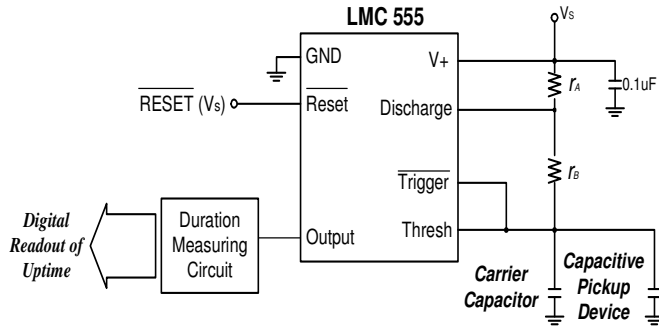 LMC 555
Vs
GND
V+
RESET (Vs)
Reset
rA
0.1uF
Discharge
rB
Trigger
Digital
Readout of
Uptime
Duration
Measuring
Circuit
Output
Thresh
Carrier
Capacitor
Capacitive
Pickup
Device